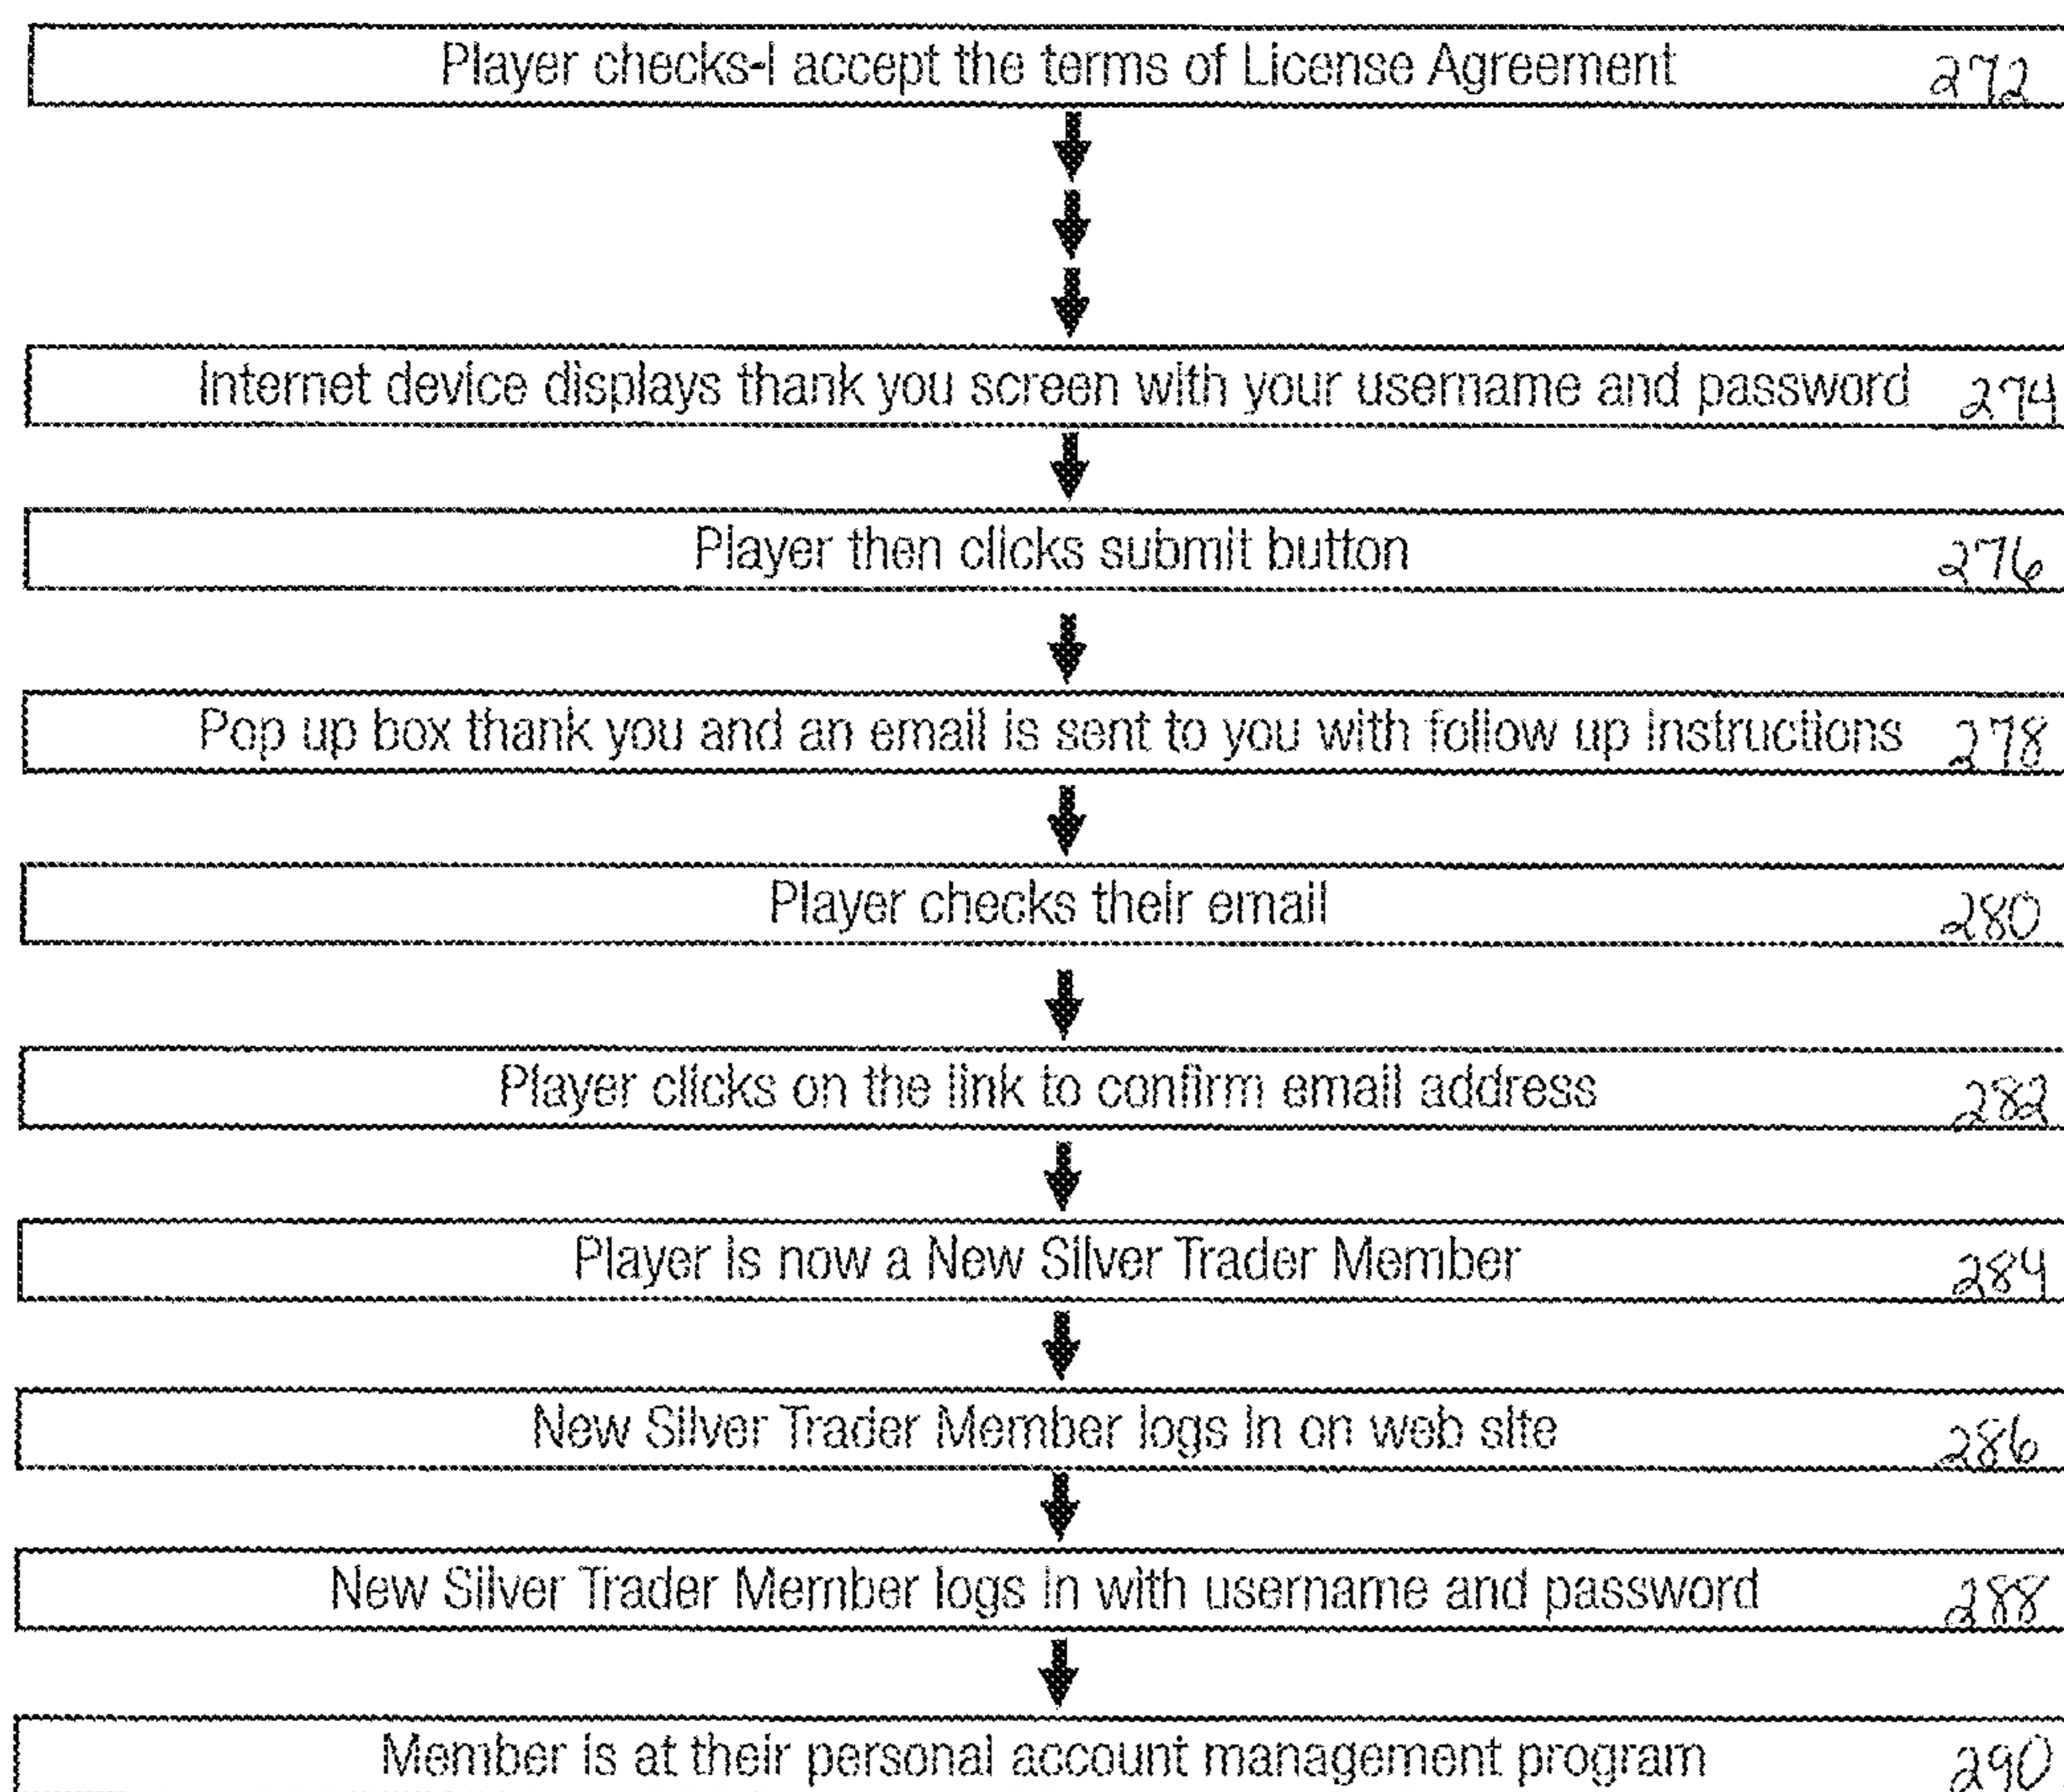 Player checks-I accept the terms of License Agreement 272
Internet device displays thank you screen with your username and password 274
Player then clicks submit button 276
Pop up box thank you and an email is sent to you with follow up instructions 278
Player checks their email 280
Player clicks on the link to confirm email address 282
Player is now a New Silver Trader Member 284
New Silver Trader Member logs in on web site 286
New Silver Trader Member logs in with username and password 288
Member is at their personal account management program 290